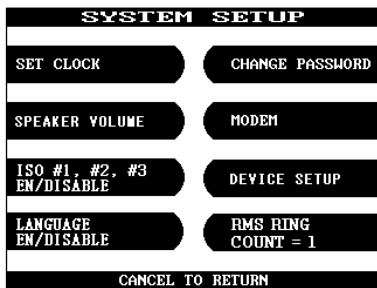 SYSTEM SETUP
SET CLOCK
CHANGE PASSWORD
SPEAKER VOLUME
MODEM
ISO #1, #2, #3
EN/DISABLE
DEVICE SETUP
LANGUAGE
EN/DISABLE
RMS RING
COUNT = 1
CANCEL TO RETURN